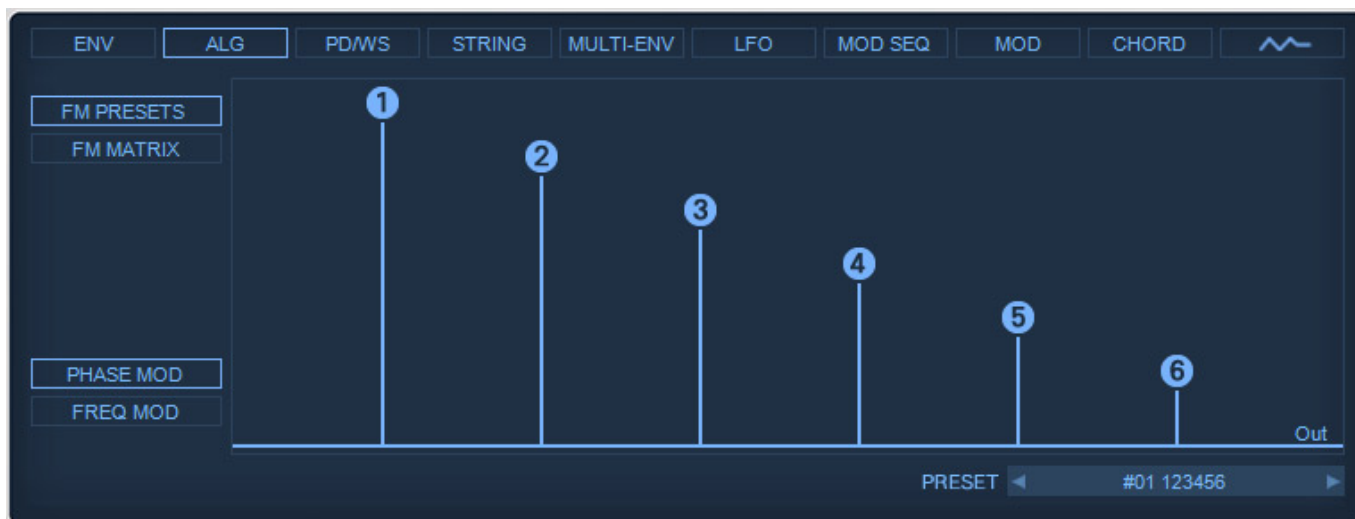 ENV ALG PD/WS STRING MULTI-ENV LFO MOD SEQ MOD CHORD
FM PRESETS
FM MATRIX
1
2
3
4
5
6
PHASE MOD
FREQ MOD
Out
PRESET #01 123456